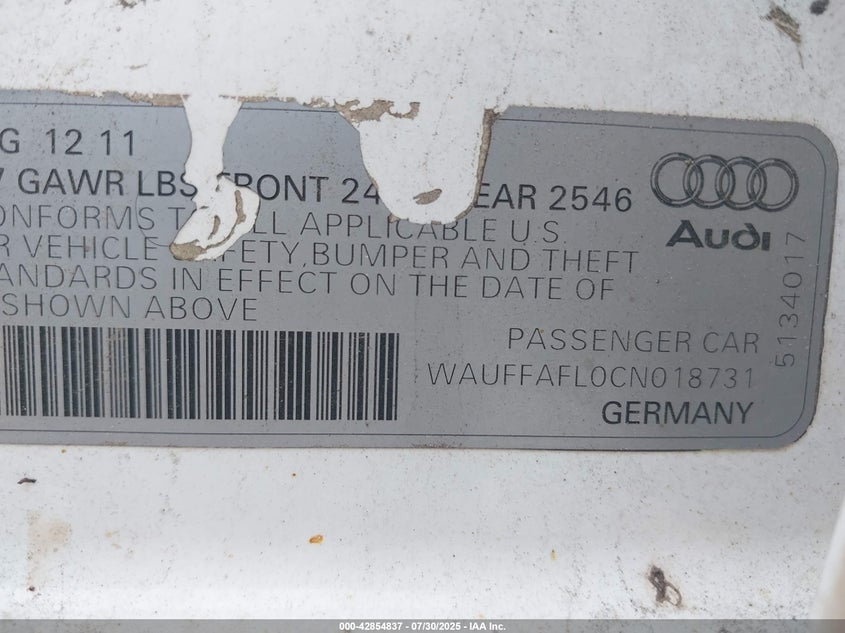 G 12 11
GAWR LBS FRONT 24 EAR 2546
ONFORMS T LL APPLICABLE U.S.
R VEHICLE FETY, BUMPER AND THEFT
ANDARDS IN EFFECT ON THE DATE OF
SHOWN ABOVE
Audi
5134017
PASSENGER CAR
WAUFFAFL0CN018731
GERMANY
000-42854837 - 07/30/2025 - IAA Inc.